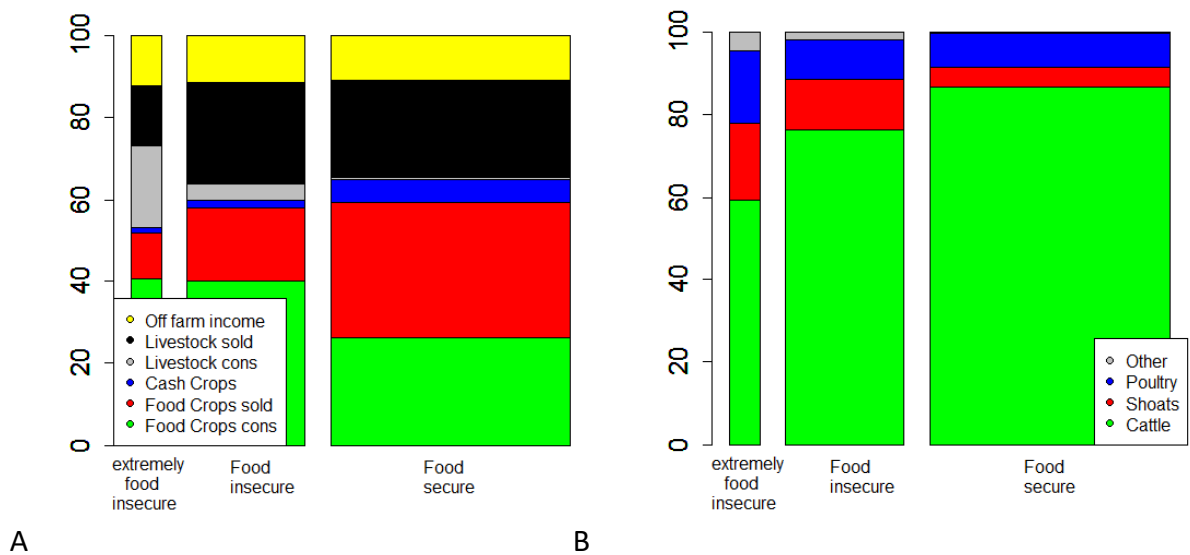 100
80
60
40
20
0
Off farm income
Livestock sold
Livestock cons
Cash Crops
Food Crops sold
Food Crops cons
extremely
food
insecure
Food
insecure
Food
secure
A
100
80
60
40
20
0
Other
Poultry
Shoats
Cattle
extremely
food
insecure
Food
insecure
Food
secure
B